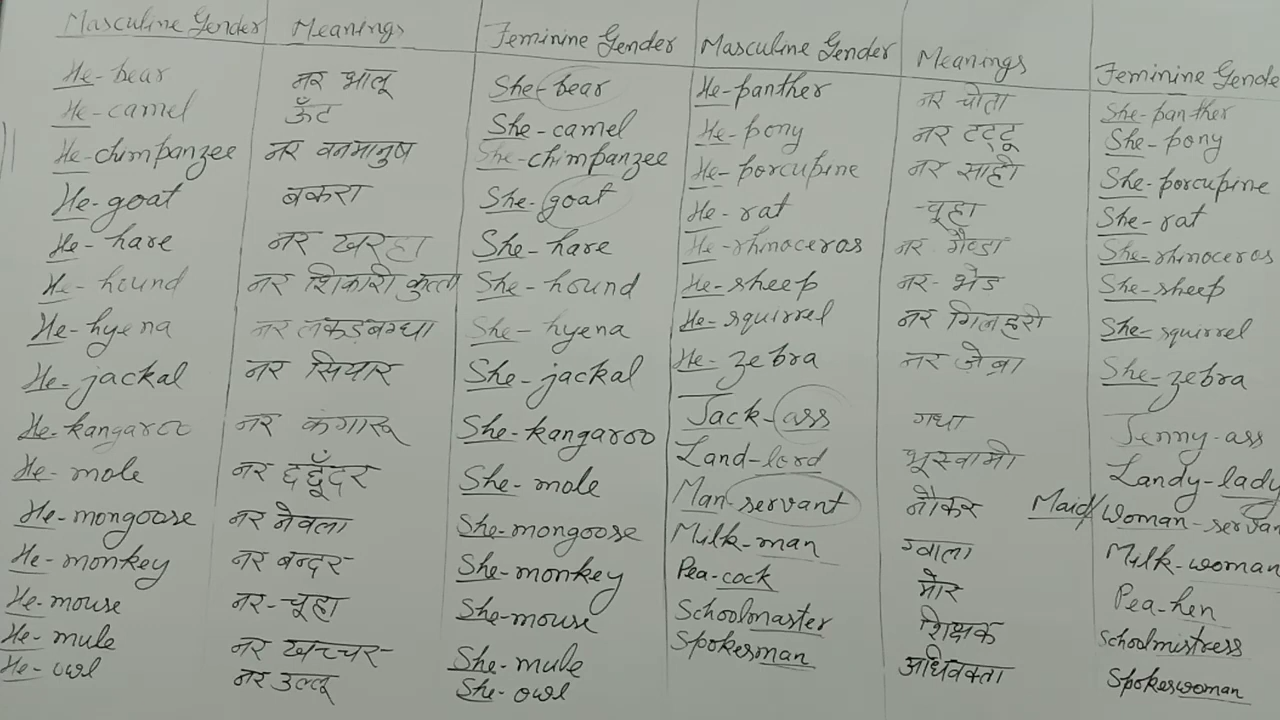 Masculine Gender Meanings Feminine Gender Masculine Gender Meanings Feminine Gende
He-bear नर भालू She-bear He-panther नर चीता She-panther
He-camel ऊँट She-camel He-pony नर टट्टू She-pony
He-chimpanzee नर वनमानुष She-chimpanzee He-porcupine नर साही She-porcupine
He-goat बकरा She-goat He-rat चूहा She-rat
He-hare नर खरहा She-hare He-rhinoceros नर गैण्डा She-rhinoceros
He-hound नर शिकारी कुत्ता She-hound He-sheep नर-भेड She-sheep
He-hyena नर लकड़बग्घा She-hyena He-squirrel नर गिलहरी She-squirrel
He-jackal नर सियार She-jackal He-zebra नर ज़ेब्रा She-zebra
He-kangaroo नर कंगारू She-kangaroo Jack-ass गधा Jenny-ass
He-mole नर छछूँदर She-mole Land-lord भूस्वामी Landy-lady
He-mongoose नर नेवला She-mongoose Man-servant नौकर Maid/woman-servan
He-monkey नर बन्दर She-monkey Milk-man ग्वाला Milk-woman
He-mouse नर-चूहा She-mouse Pea-cock मोर Pea-hen
He-mule नर खच्चर She-mule Schoolmaster शिक्षक Schoolmistress
He-owl नर उल्लू She-owl Spokesman अधिवक्ता Spokeswoman